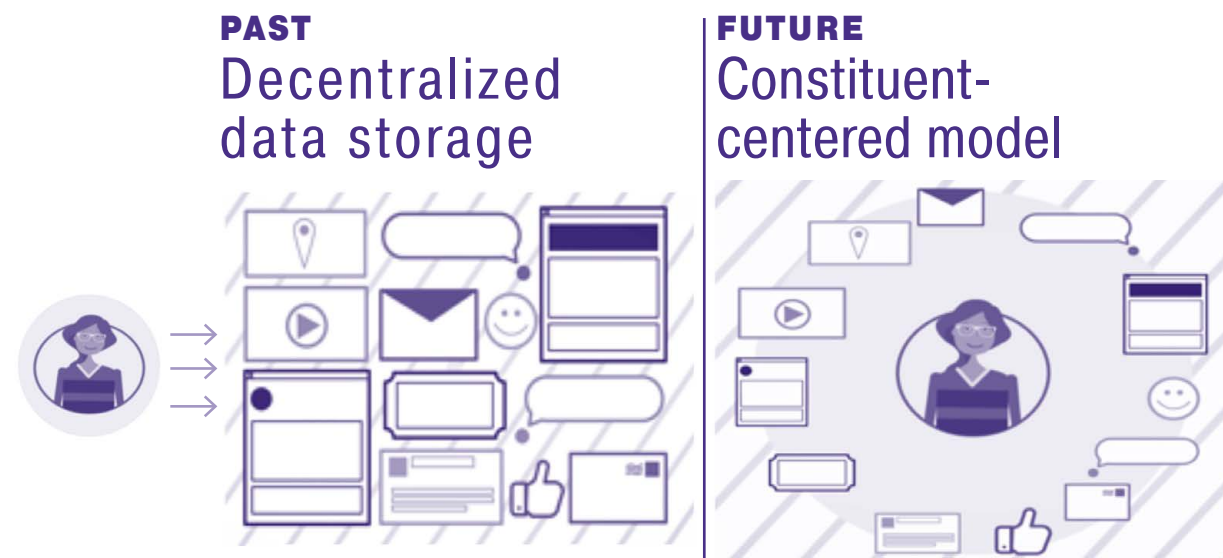 PAST
Decentralized
data storage
FUTURE
Constituent-
centered model